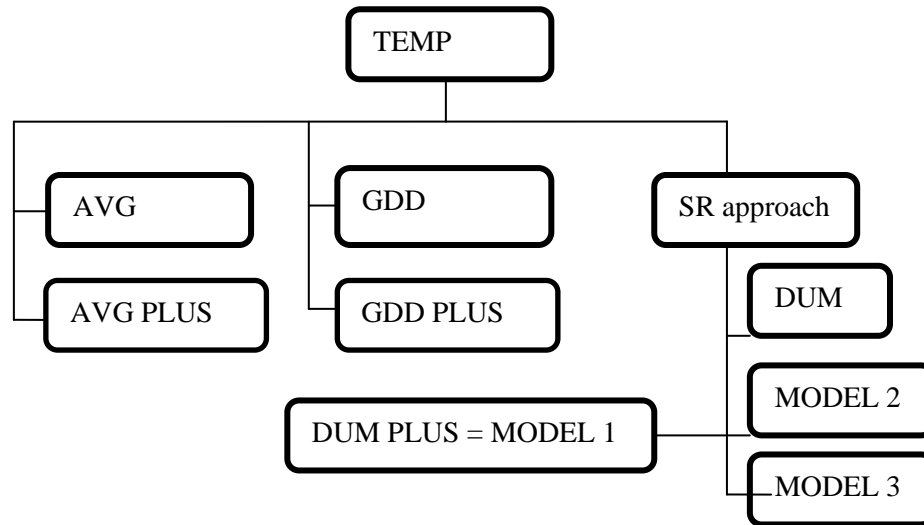 TEMP
AVG
GDD
SR approach
AVG PLUS
GDD PLUS
DUM
MODEL 2
DUM PLUS = MODEL 1
MODEL 3